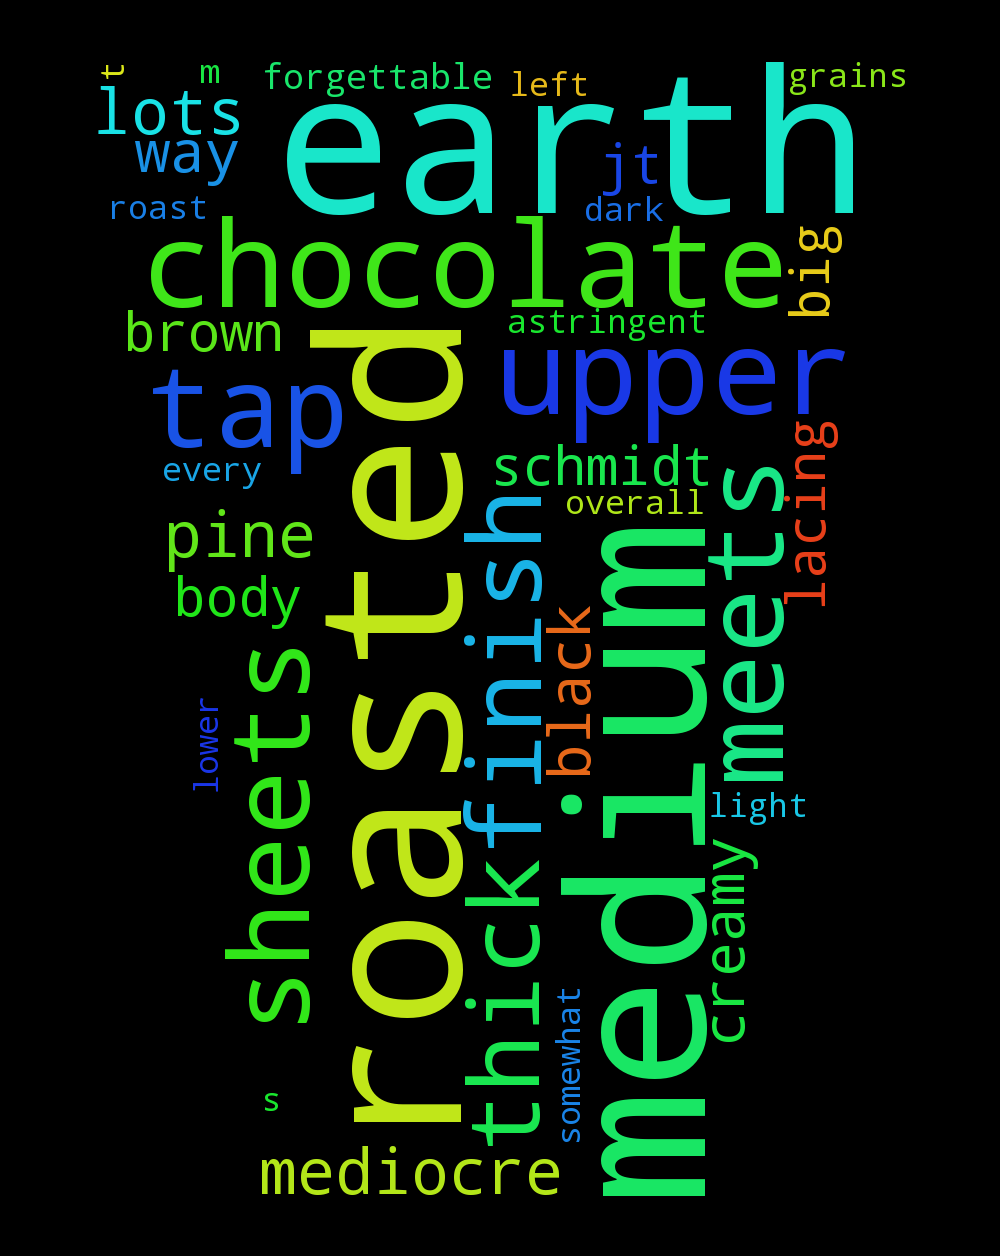 t
m
forgettable
left
grains
lots
earth
way
jt
roast
dark
chocolate
big
brown
astringent
roasted
upper
tap
every
schmidt
lacing
finish
overall
meets
pine
medium
body
black
sheets
lower
light
thick
creamy
somewhat
s
mediocre